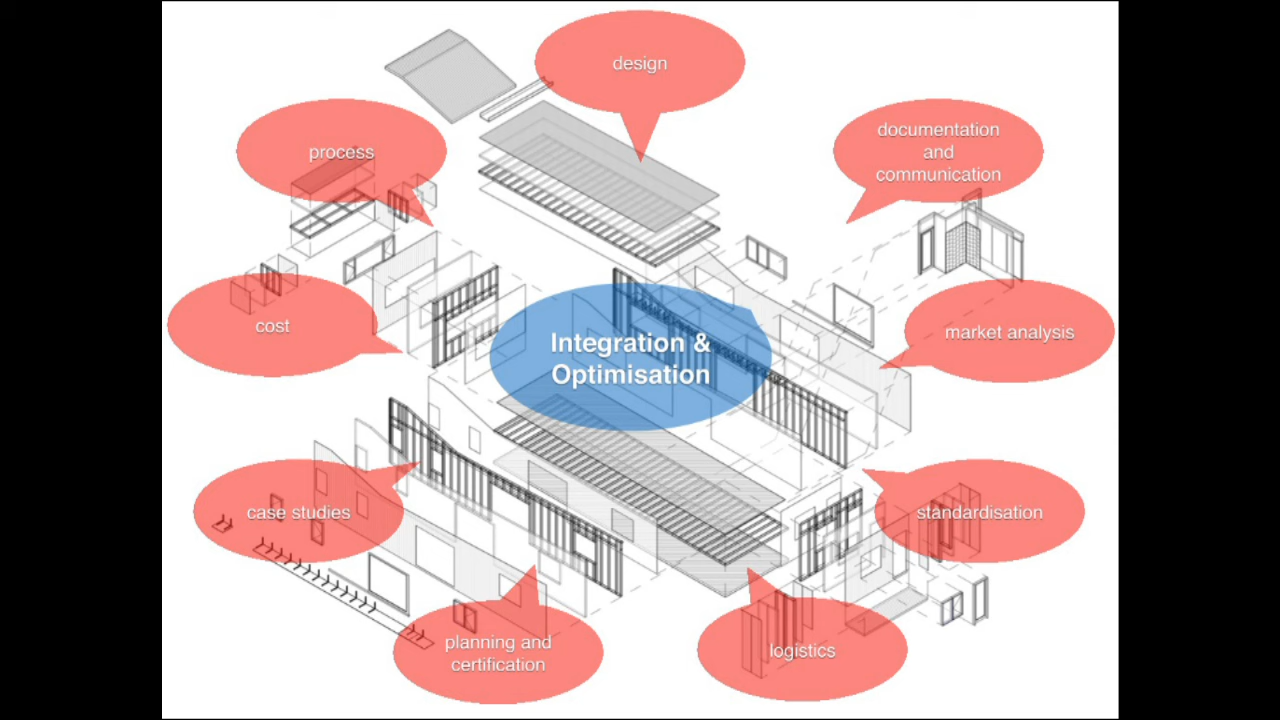 design
process
documentation
and
communication
cost
Integration &
Optimisation
market analysis
case studies
standardisation
planning and
certification
logistics